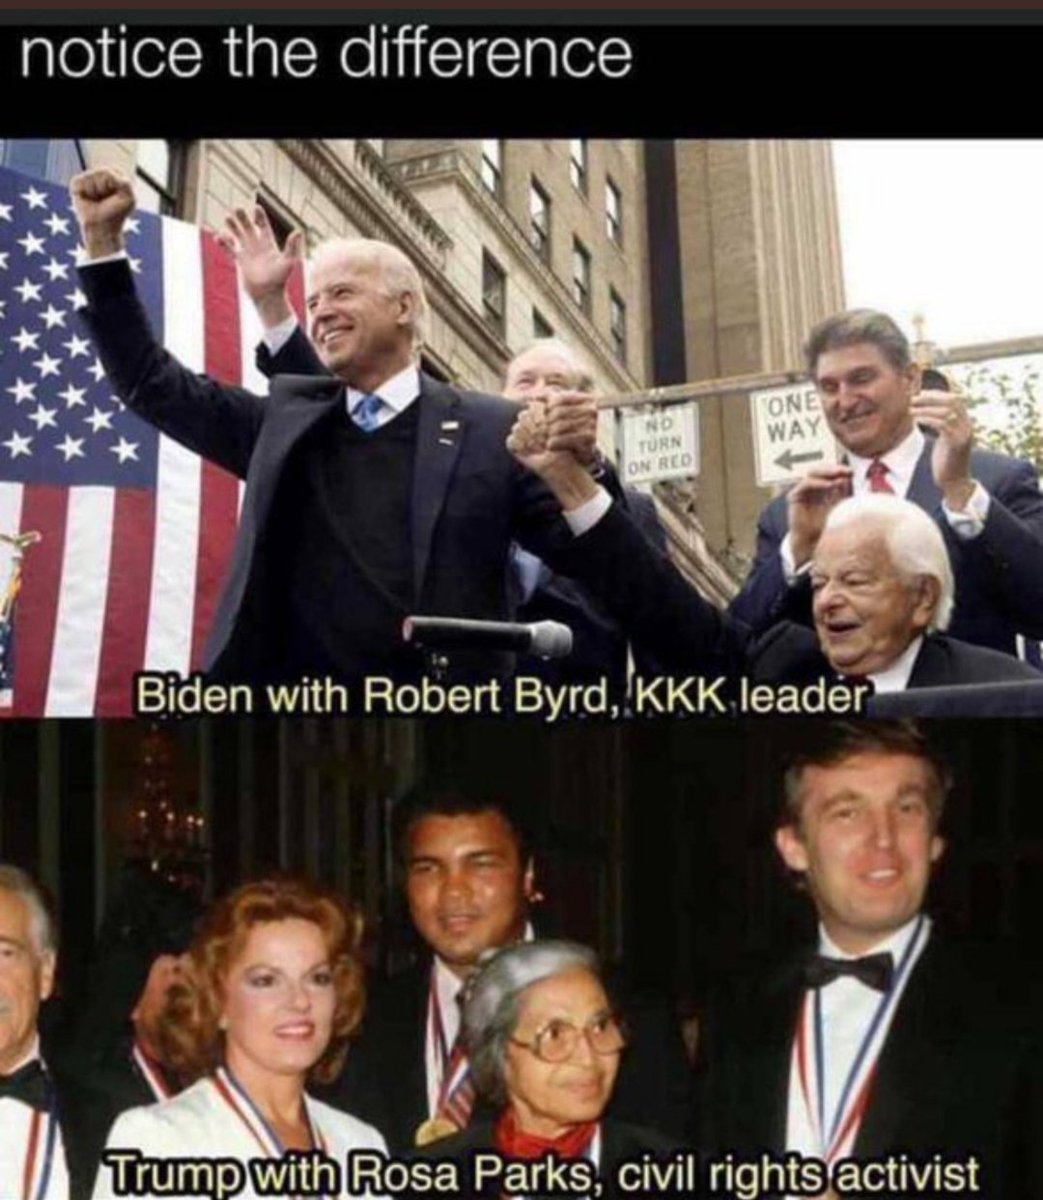 notice the difference
NO
TURN
ON RED
ONE
WAY
Biden with Robert Byrd, KKK leader
Trump with Rosa Parks, civil rights activist